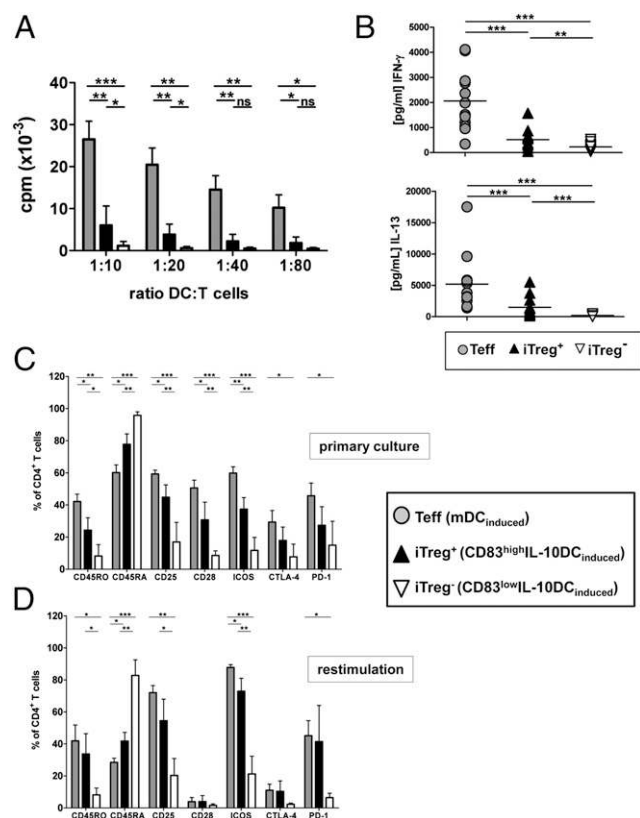 A
*** ** ** *
** * ** * ** ns * ns
cpm (x10-3)
40
30
20
10
0
1:10 1:20 1:40 1:80
ratio DC:T cells
B
***
*** **
[pg/ml] IFN-γ
5000
4000
3000
2000
1000
0
***
*** ***
[pg/mL] IL-13
20000
15000
10000
5000
0
Teff iTreg+ iTreg-
C
** *** *** *** *** * *
* * * ** * ** * ** ** **
% of CD4+ T cells
120
100
80
60
40
20
0
CD45RO CD45RA CD25 CD28 ICOS CTLA-4 PD-1
primary culture
Teff (mDCinduced)
iTreg+ (CD83highIL-10DCinduced)
iTreg- (CD83lowIL-10DCinduced)
D
* *** ** *** *
* * ** * * **
% of CD4+ T cells
120
100
80
60
40
20
0
CD45RO CD45RA CD25 CD28 ICOS CTLA-4 PD-1
restimulation